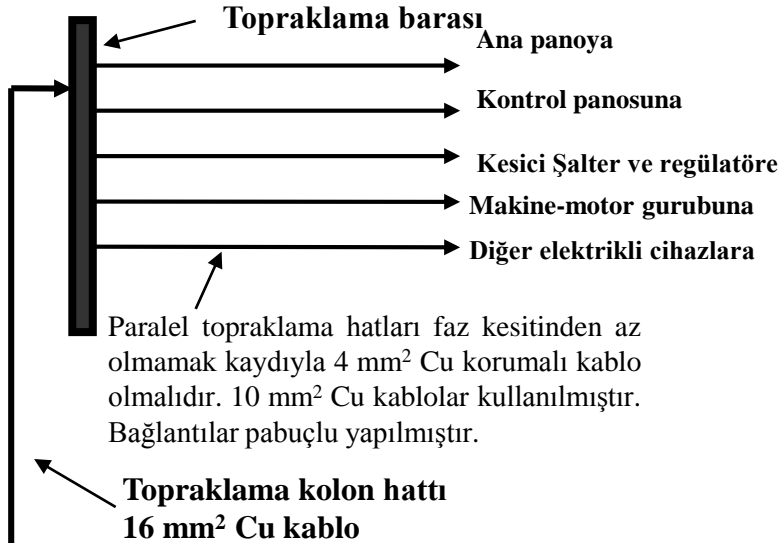 Topraklama barası
Ana panoya
Kontrol panosuna
Kesici Şalter ve regülatöre
Makine-motor gurubuna
Diğer elektrikli cihazlara
Paralel topraklama hatları faz kesitinden az
olmamak kaydıyla 4 mm² Cu korumalı kablo
olmalıdır. 10 mm² Cu kablolar kullanılmıştır.
Bağlantılar pabuçlu yapılmıştır.
Topraklama kolon hattı
16 mm² Cu kablo